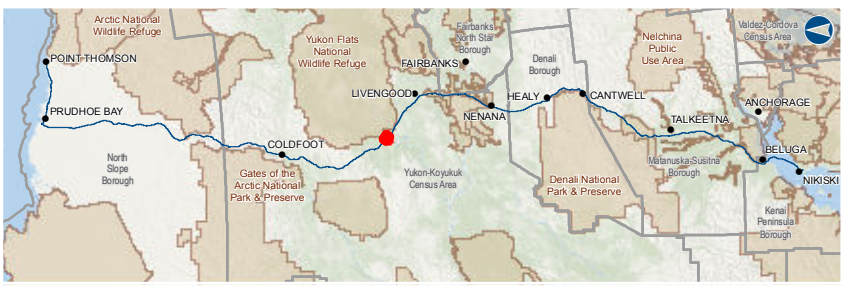 Arctic National
Wildlife Refuge
POINT THOMSON
PRUDHOE BAY
North
Slope
Borough
COLDFOOT
Gates of the
Arctic National
Park & Preserve
Yukon Flats
National
Wildlife Refuge
LIVENGOOD
FAIRBANKS
Fairbanks
North Star
Borough
NENANA
Yukon-Koyukuk
Census Area
Denali
Borough
HEALY
CANTWELL
Denali National
Park & Preserve
Nelchina
Public
Use Area
TALKEETNA
Matanuska-Susitna
Borough
Valdez-Cordova
Census Area
ANCHORAGE
BELUGA
NIKISKI
Kenai
Peninsula
Borough